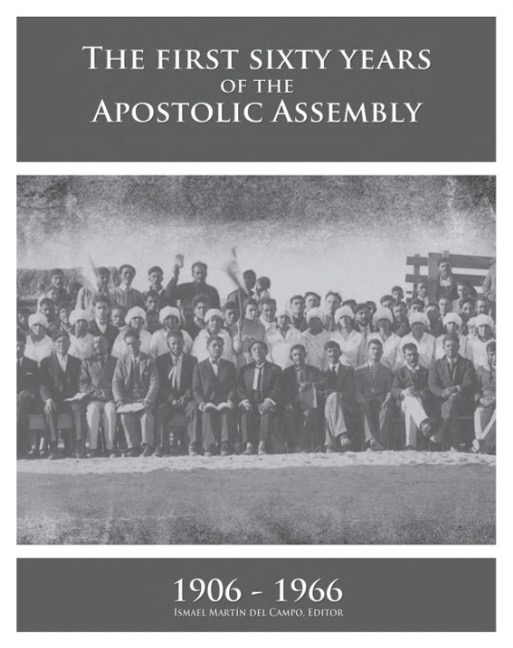 THE FIRST SIXTY YEARS
OF THE
APOSTOLIC ASSEMBLY
1906 - 1966
ISMAEL MARTÍN DEL CAMPO, EDITOR